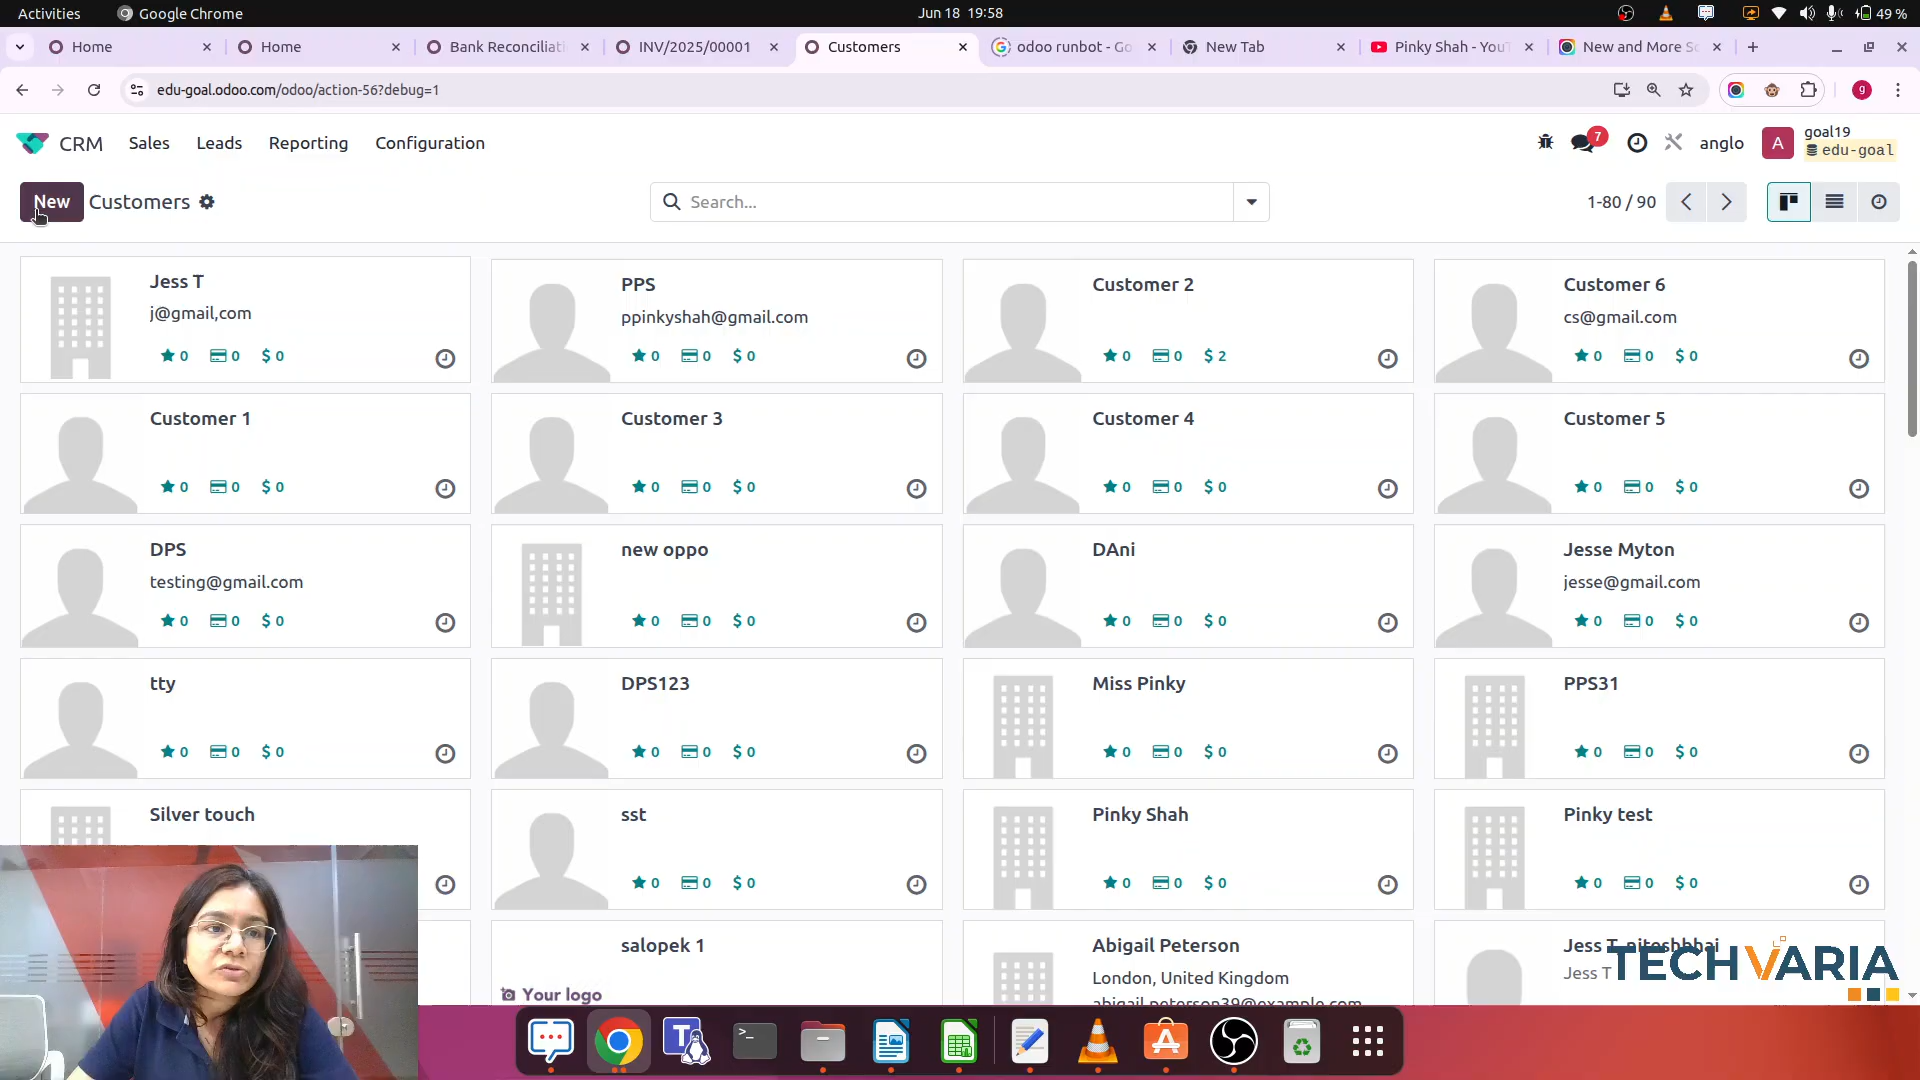 Activities
Google Chrome
Jun 18 19:58
49 %
Home
Home
Bank Reconciliati
INV/2025/00001
Customers
odoo runbot - Go
New Tab
Pinky Shah - You
New and More S
edu-goal.odoo.com/odoo/action-56?debug=1
g
CRM
Sales
Leads
Reporting
Configuration
7
anglo
A
goal19
edu-goal
New
Customers
Search...
1-80 / 90
Jess T
j@gmail,com
0 0 $ 0
PPS
ppinkyshah@gmail.com
0 0 $ 0
Customer 2
0 0 $ 2
Customer 6
cs@gmail.com
0 0 $ 0
Customer 1
0 0 $ 0
Customer 3
0 0 $ 0
Customer 4
0 0 $ 0
Customer 5
0 0 $ 0
DPS
testing@gmail.com
0 0 $ 0
new oppo
0 0 $ 0
DAni
0 0 $ 0
Jesse Myton
jesse@gmail.com
0 0 $ 0
tty
0 0 $ 0
DPS123
0 0 $ 0
Miss Pinky
0 0 $ 0
PPS31
0 0 $ 0
Silver touch
sst
0 0 $ 0
Pinky Shah
0 0 $ 0
Pinky test
0 0 $ 0
salopek 1
Your logo
Abigail Peterson
London, United Kingdom
abigail.peterson39@example.com
Jess T, niteshbhai
Jess T
TECHVARIA